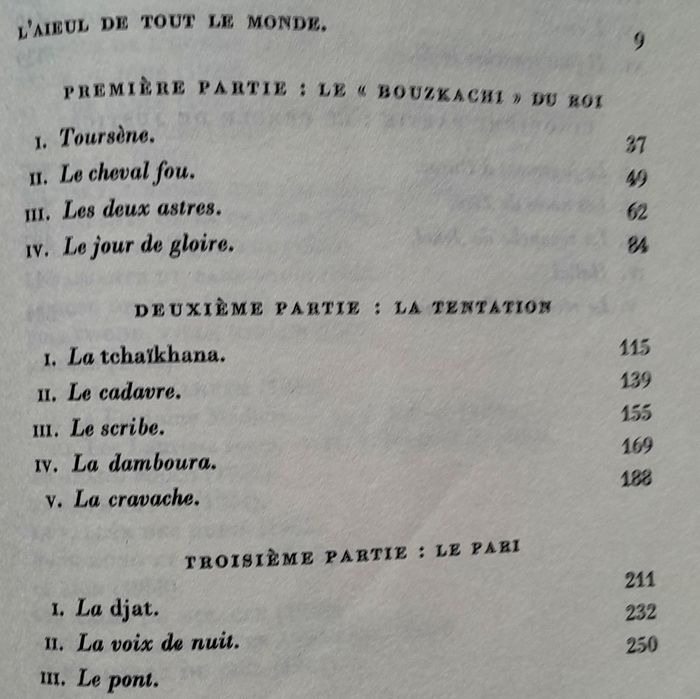 L'AIEUL DE TOUT LE MONDE. 9
PREMIÈRE PARTIE : LE « BOUZKACHI » DU ROI
I. Toursène. 37
II. Le cheval fou. 49
III. Les deux astres. 62
IV. Le jour de gloire. 84
DEUXIÈME PARTIE : LA TENTATION
I. La tchaïkhana. 115
II. Le cadavre. 139
III. Le scribe. 155
IV. La damboura. 169
V. La cravache. 188
TROISIÈME PARTIE : LE PARI
I. La djat. 211
II. La voix de nuit. 232
III. Le pont. 250